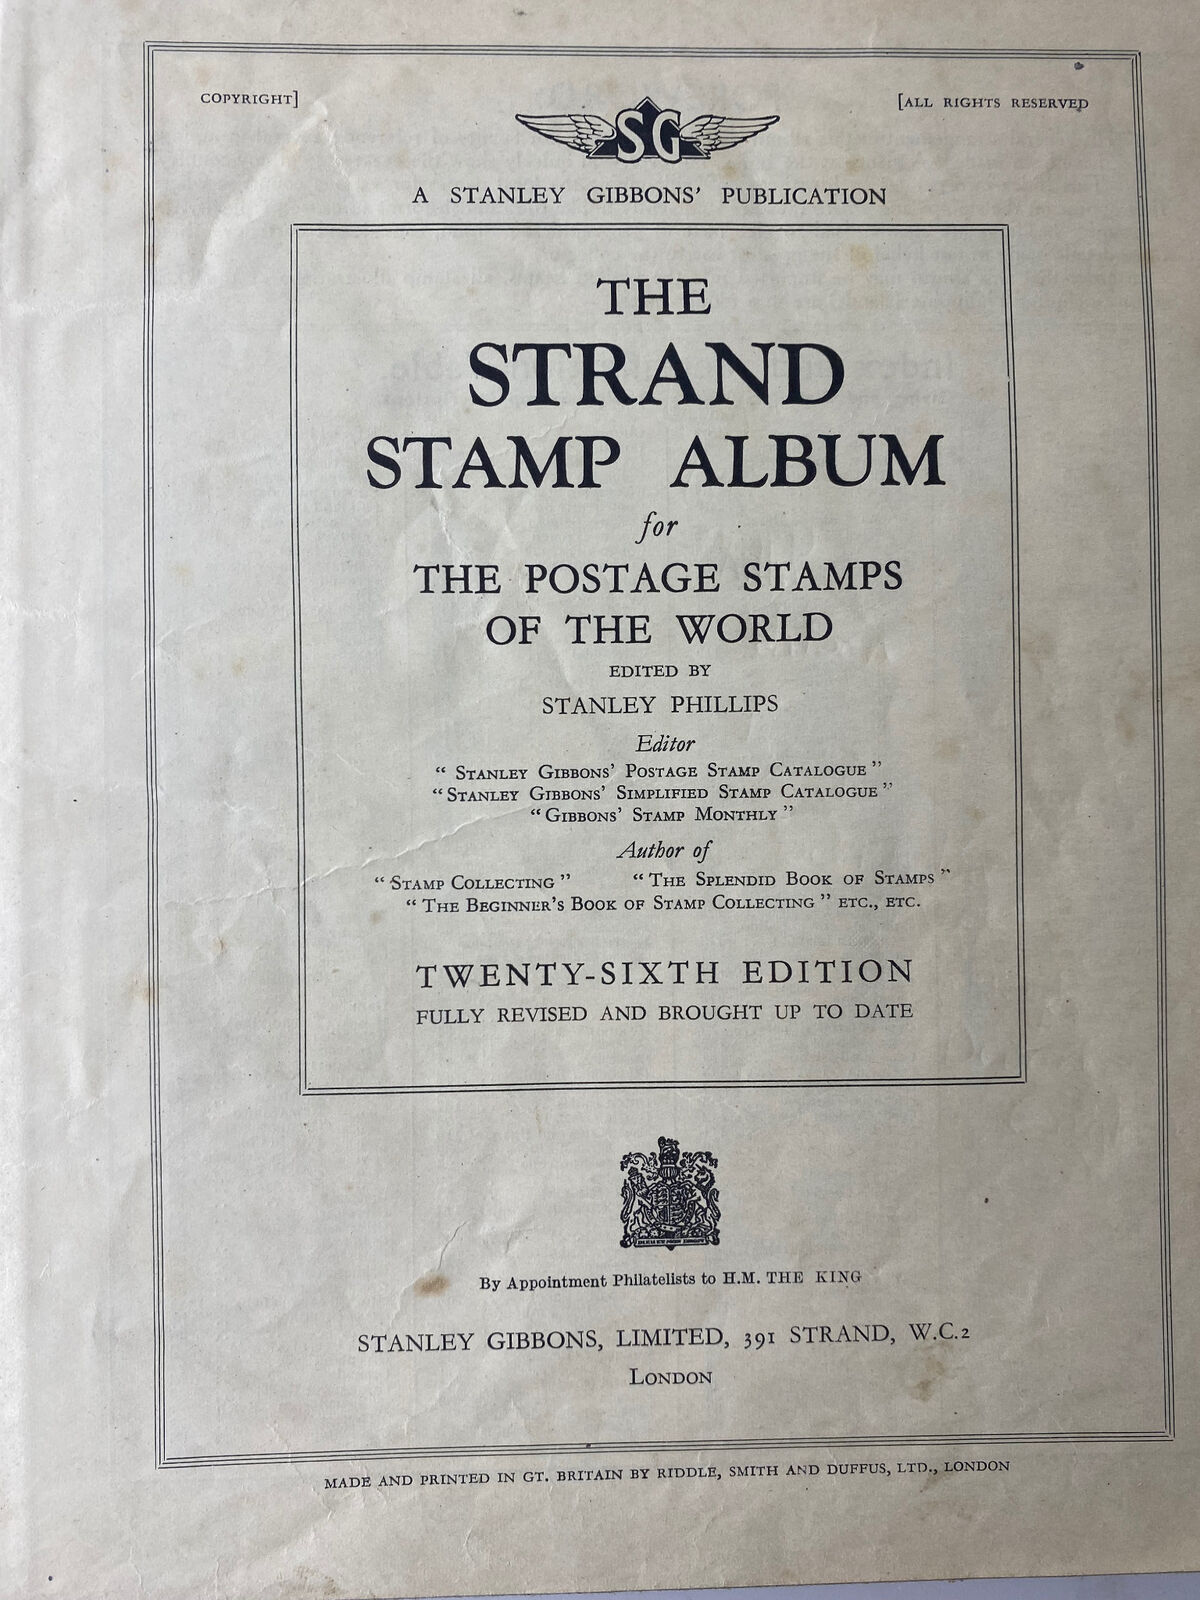 COPYRIGHT]
[ALL RIGHTS RESERVED
SG
A STANLEY GIBBONS' PUBLICATION
THE
STRAND
STAMP ALBUM
for
THE POSTAGE STAMPS
OF THE WORLD
EDITED BY
STANLEY PHILLIPS
Editor
"STANLEY GIBBONS' POSTAGE STAMP CATALOGUE"
"STANLEY GIBBONS' SIMPLIFIED STAMP CATALOGUE"
"GIBBONS' STAMP MONTHLY"
Author of
"STAMP COLLECTING" "THE SPLENDID BOOK OF STAMPS"
"THE BEGINNER'S BOOK OF STAMP COLLECTING" ETC., ETC.
TWENTY-SIXTH EDITION
FULLY REVISED AND BROUGHT UP TO DATE
By Appointment Philatelists to H.M. THE KING
STANLEY GIBBONS, LIMITED, 391 STRAND, W.C.2
LONDON
MADE AND PRINTED IN GT. BRITAIN BY RIDDLE, SMITH AND DUFFUS, LTD., LONDON